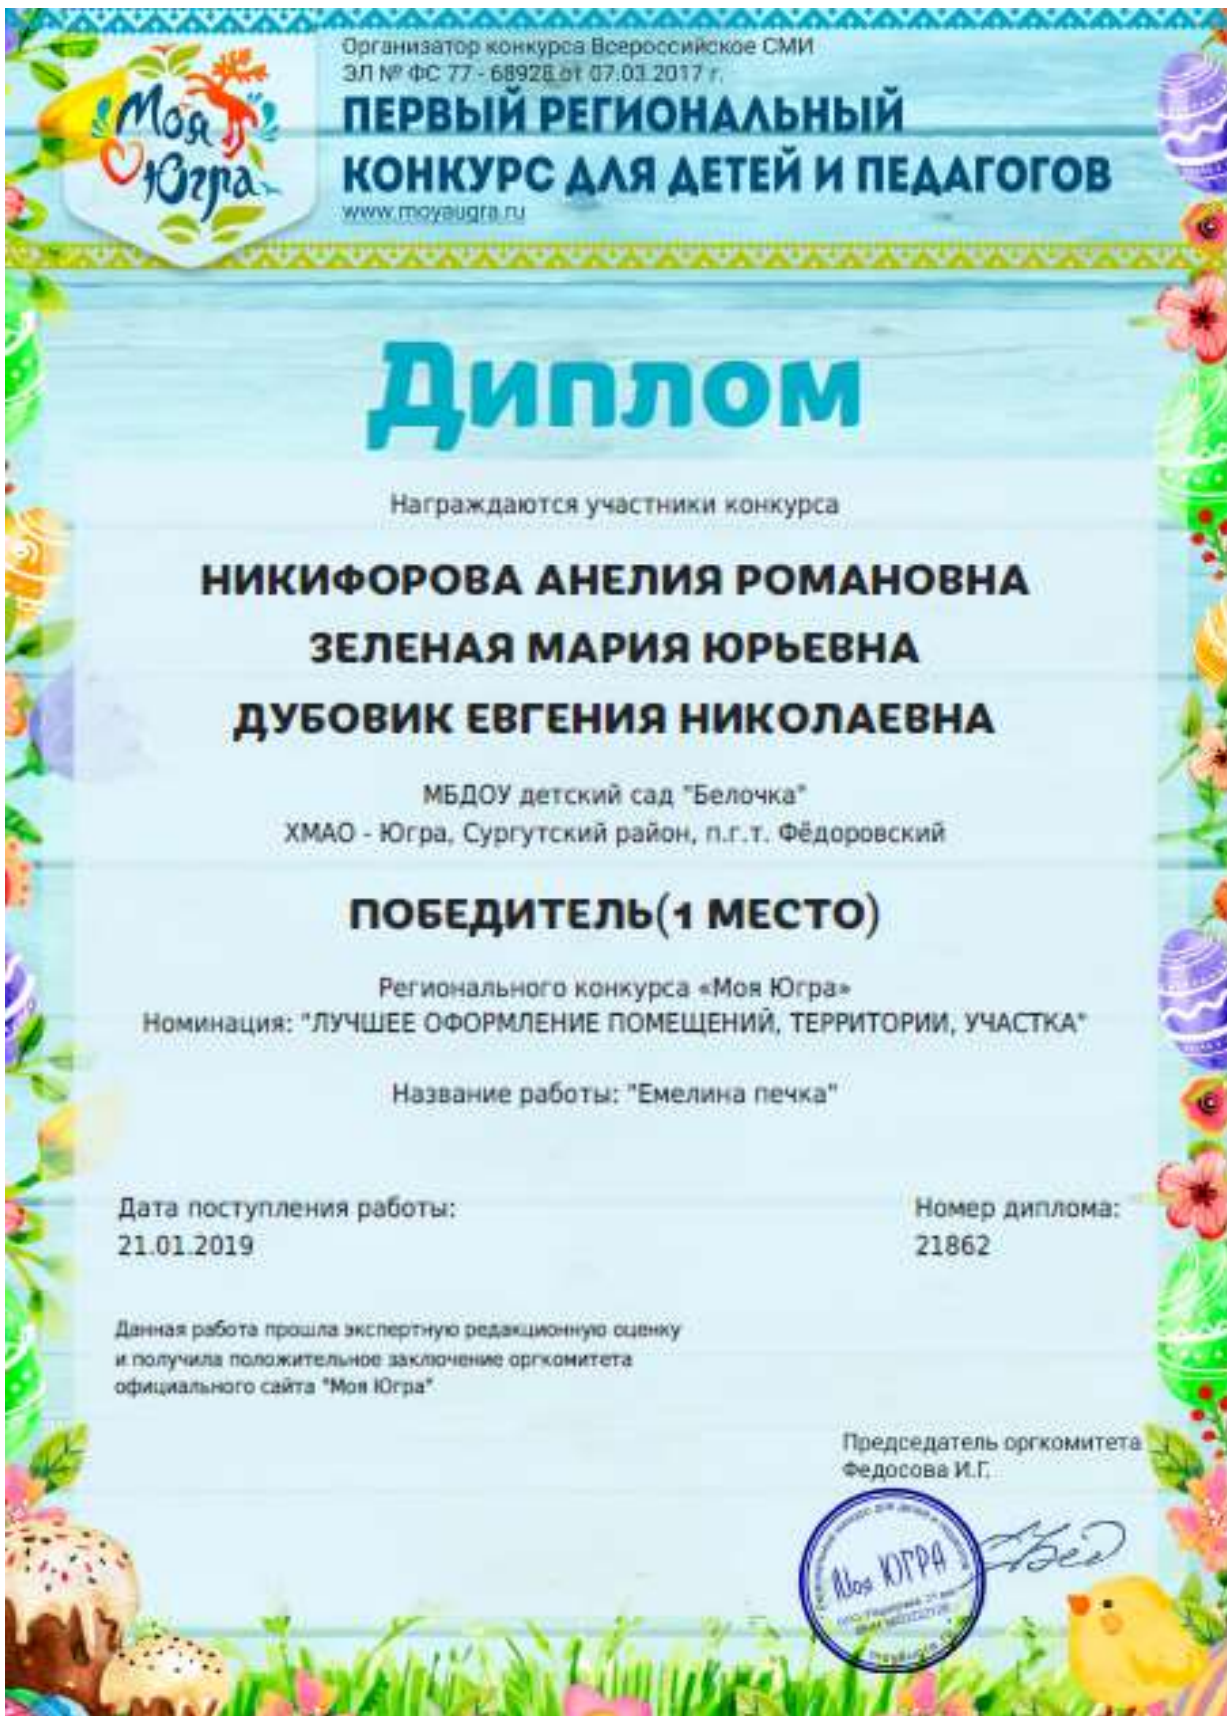 Моя
Югра
Организатор конкурса Всероссийское СМИ
ЭЛ № ФС 77 - 68928 от 07.03.2017 г.
ПЕРВЫЙ РЕГИОНАЛЬНЫЙ
КОНКУРС ДЛЯ ДЕТЕЙ И ПЕДАГОГОВ
www.moyaugra.ru
Диплом
Награждаются участники конкурса
НИКИФОРОВА АНЕЛИЯ РОМАНОВНА
ЗЕЛЕНАЯ МАРИЯ ЮРЬЕВНА
ДУБОВИК ЕВГЕНИЯ НИКОЛАЕВНА
МБДОУ детский сад "Белочка"
ХМАО - Югра, Сургутский район, п.г.т. Фёдоровский
ПОБЕДИТЕЛЬ(1 МЕСТО)
Регионального конкурса «Моя Югра»
Номинация: "ЛУЧШЕЕ ОФОРМЛЕНИЕ ПОМЕЩЕНИЙ, ТЕРРИТОРИИ, УЧАСТКА"
Название работы: "Емелина печка"
Дата поступления работы:
21.01.2019
Номер диплома:
21862
Данная работа прошла экспертную редакционную оценку
и получила положительное заключение оргкомитета
официального сайта "Моя Югра"
Председатель оргкомитета
Федосова И.Г.
Моя ЮГРА